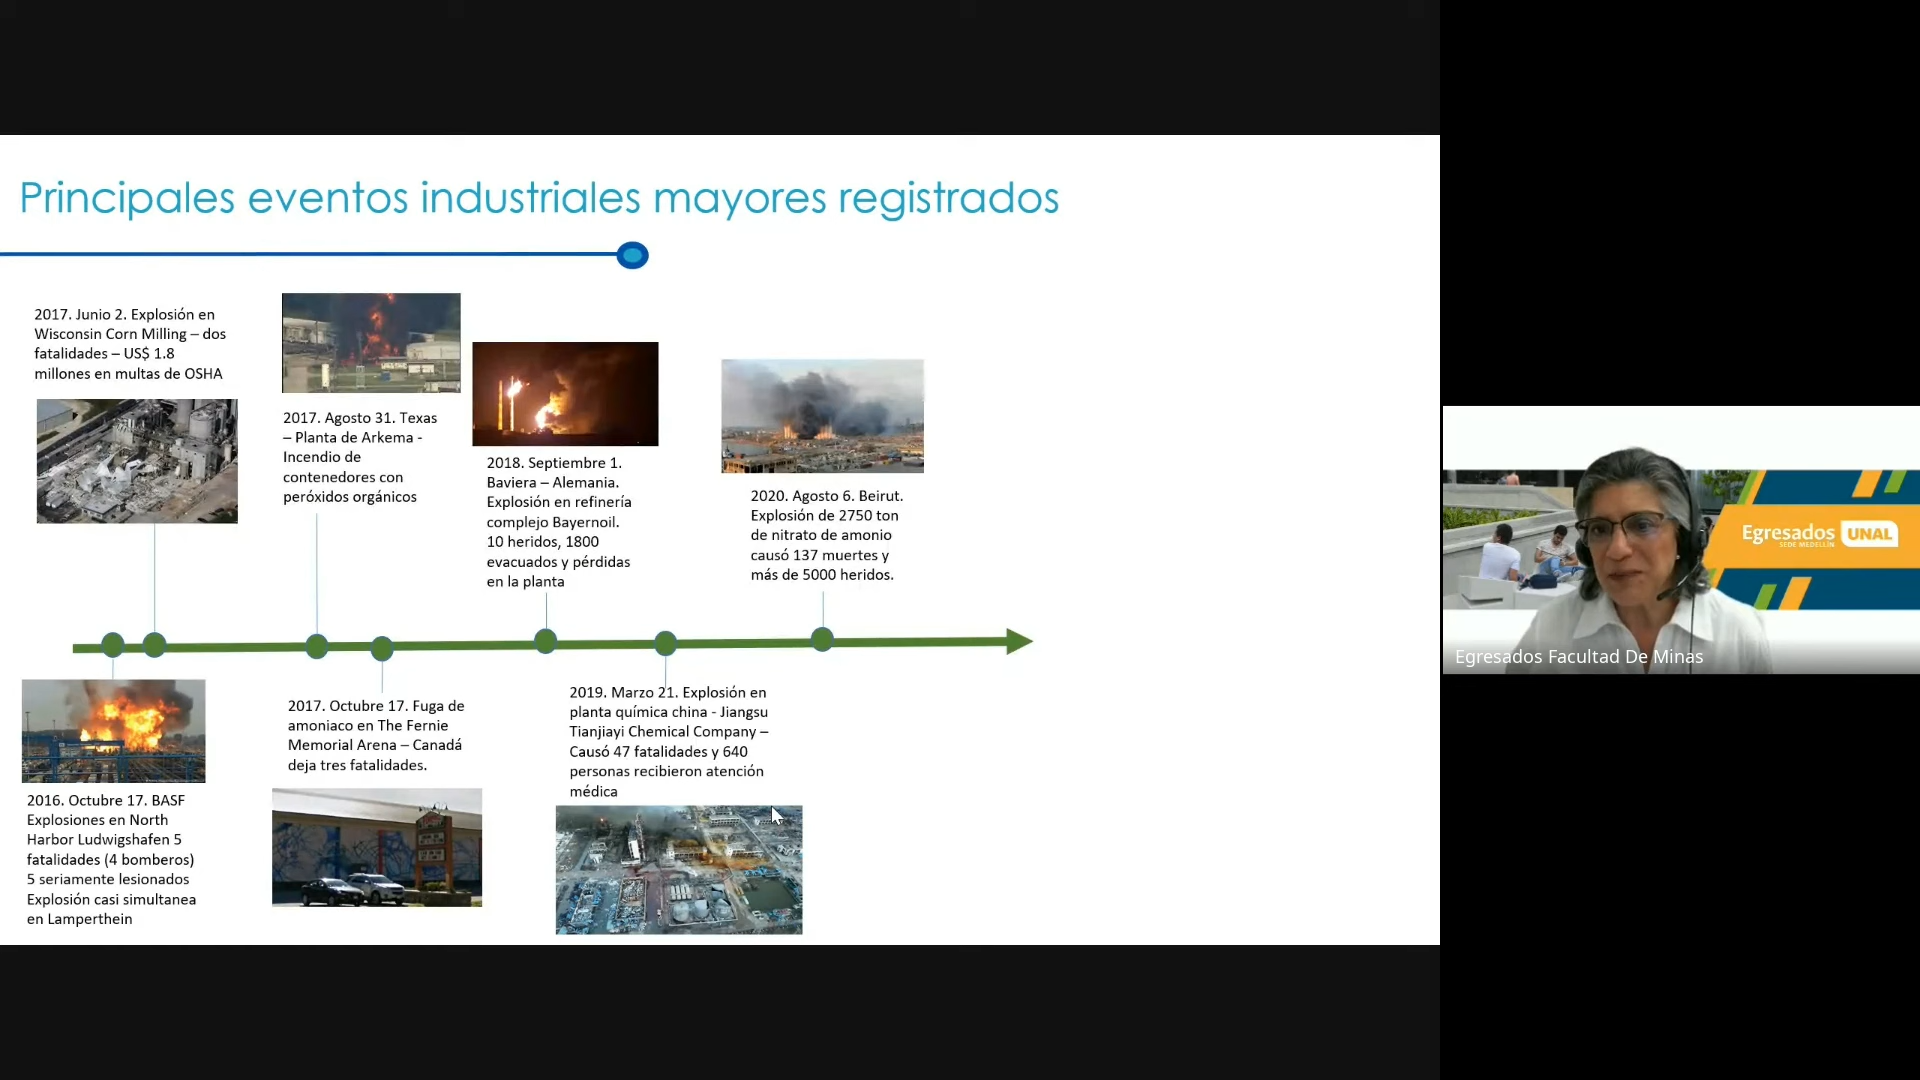 Principales eventos industriales mayores registrados
2017. Junio 2. Explosión en
Wisconsin Corn Milling – dos
fatalidades – US$ 1.8
millones en multas de OSHA
2017. Agosto 31. Texas
– Planta de Arkema -
Incendio de
contenedores con
peróxidos orgánicos
2018. Septiembre 1.
Baviera – Alemania.
Explosión en refinería
complejo Bayernoil.
10 heridos, 1800
evacuados y pérdidas
en la planta
2020. Agosto 6. Beirut.
Explosión de 2750 ton
de nitrato de amonio
causó 137 muertes y
más de 5000 heridos.
2016. Octubre 17. BASF
Explosiones en North
Harbor Ludwigshafen 5
fatalidades (4 bomberos)
5 seriamente lesionados
Explosión casi simultanea
en Lamperthein
2017. Octubre 17. Fuga de
amoniaco en The Fernie
Memorial Arena – Canadá
deja tres fatalidades.
2019. Marzo 21. Explosión en
planta química china - Jiangsu
Tianjiayi Chemical Company –
Causó 47 fatalidades y 640
personas recibieron atención
médica
Egresados UNAL
SEDE MEDELLÍN
Egresados Facultad De Minas